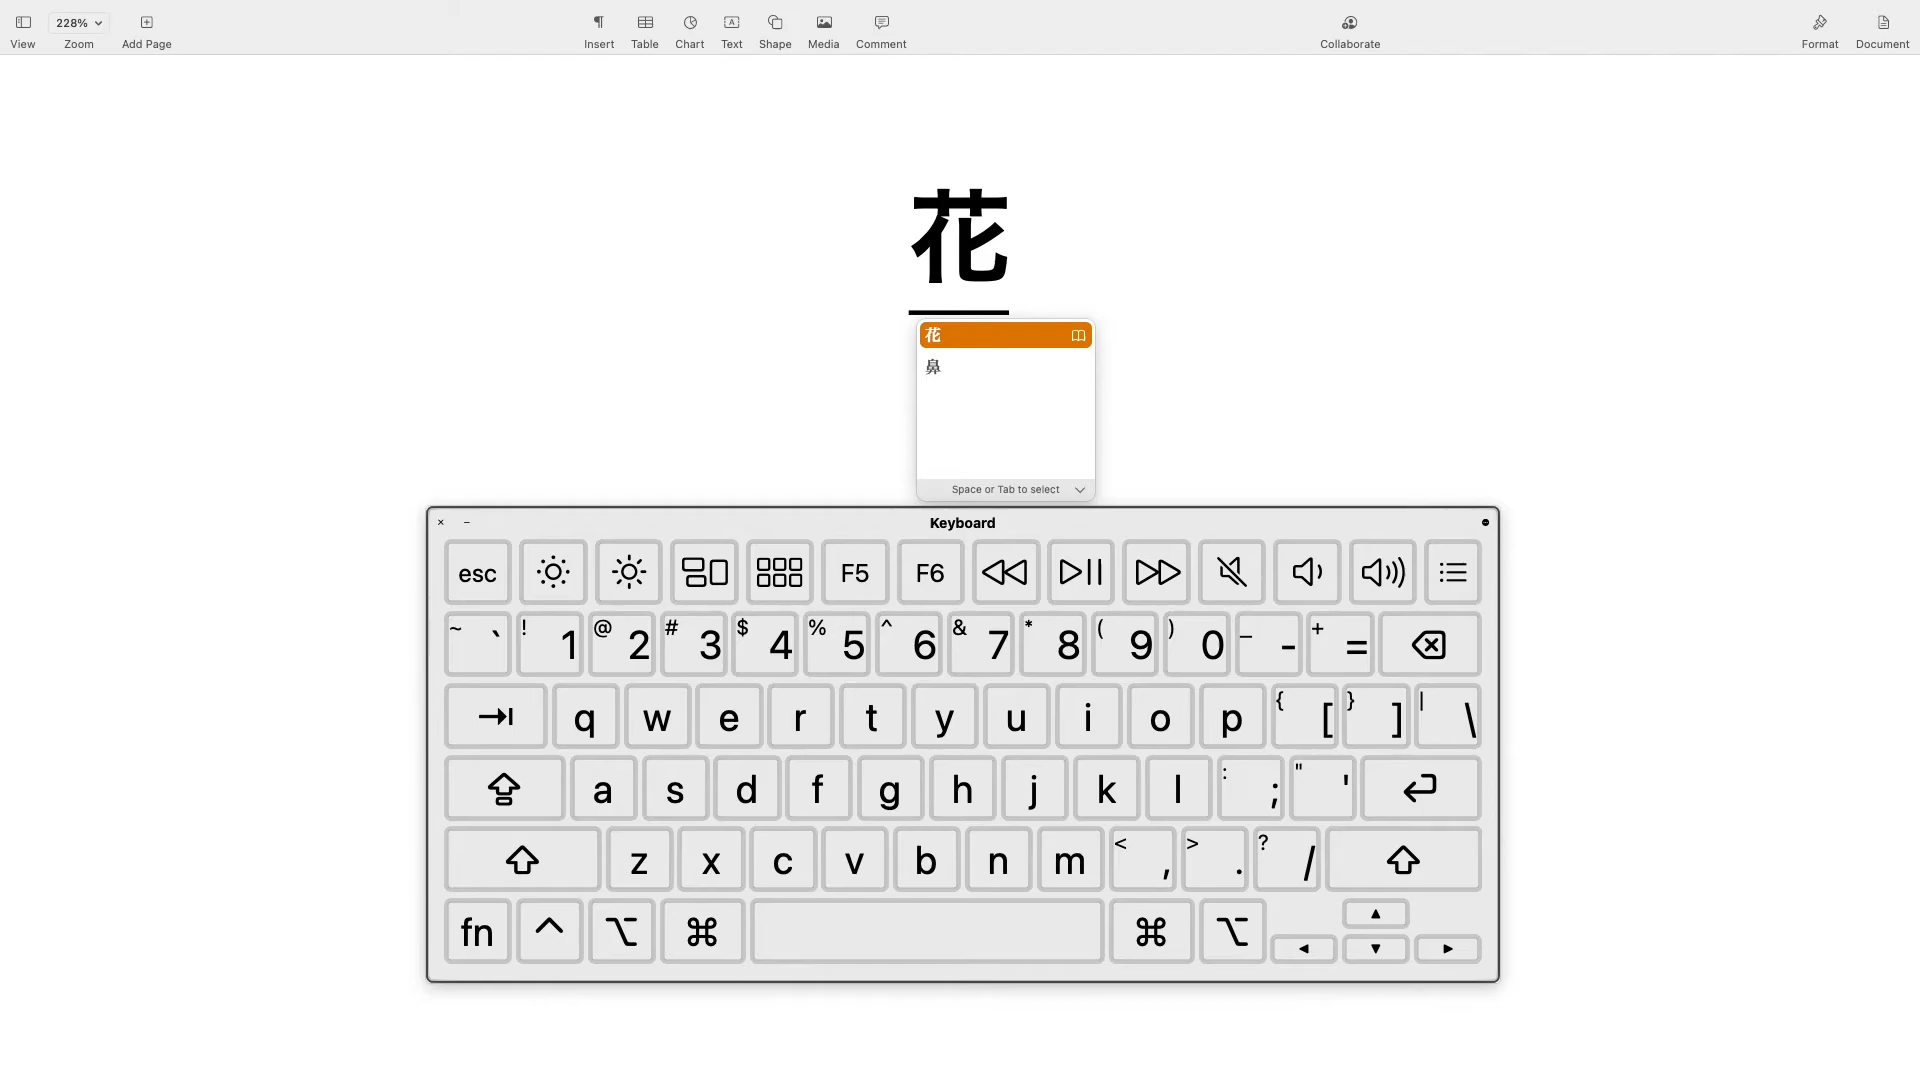 228%
View Zoom Add Page Insert Table Chart Text Shape Media Comment Collaborate Format Document
花
花
鼻
Space or Tab to select
Keyboard
esc F5 F6
~ ` ! 1 @ 2 # 3 $ 4 % 5 ^ 6 & 7 * 8 ( 9 ) 0 _ - + =
q w e r t y u i o p { [ } ] | \
a s d f g h j k l : ; " '
z x c v b n m < , > . ? /
fn ^ ⌥ ⌘ ⌘ ⌥